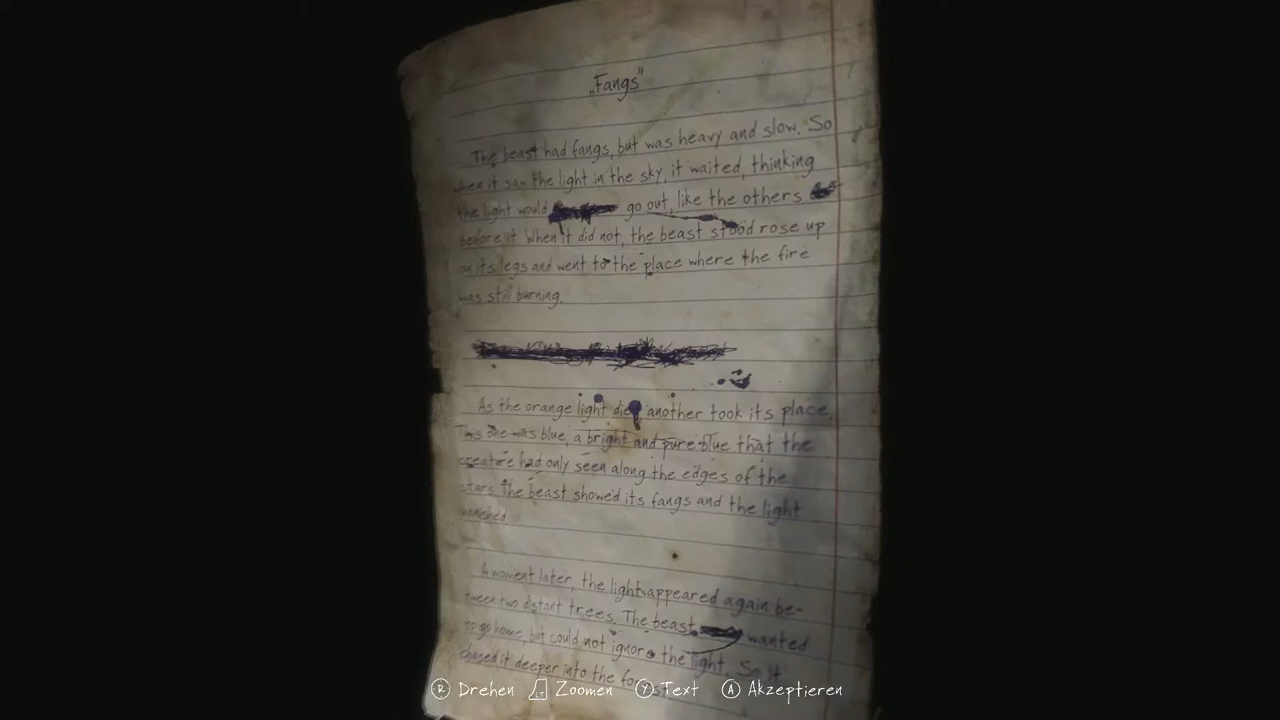 „Fangs"
The beast had fangs, but was heavy and slow. So
when it saw the light in the sky, it waited, thinking
the light would go out, like the others
before it. When it did not, the beast stood rose up
on its legs and went to the place where the fire
was still burning.
As the orange light died another took its place.
This one was blue, a bright and pure blue that the
creature had only seen along the edges of the
stars. The beast showed its fangs and the light
vanished.
A moment later, the light appeared again be-
tween two distant trees. The beast wanted
to go home, but could not ignore the light. So it
chased it deeper into the forest
R Drehen LT Zoomen Y Text A Akzeptieren